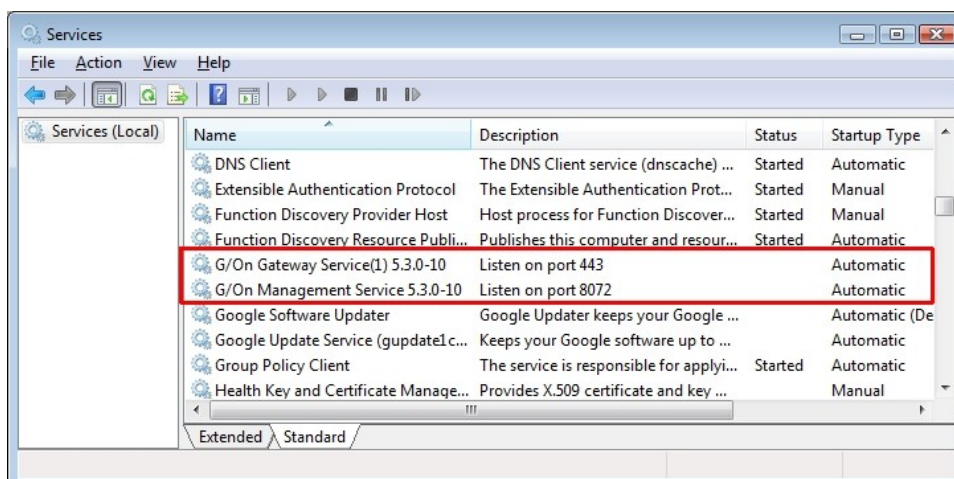 Services
File Action View Help
Services (Local)
Name Description Status Startup Type
DNS Client The DNS Client service (dnscache) ... Started Automatic
Extensible Authentication Protocol The Extensible Authentication Prot... Started Manual
Function Discovery Provider Host Host process for Function Discover... Started Manual
Function Discovery Resource Publi... Publishes this computer and resour... Started Automatic
G/On Gateway Service(1) 5.3.0-10 Listen on port 443 Automatic
G/On Management Service 5.3.0-10 Listen on port 8072 Automatic
Google Software Updater Google Updater keeps your Google ... Automatic (De
Google Update Service (gupdate1c... Keeps your Google software up to ... Automatic
Group Policy Client The service is responsible for applyi... Started Automatic
Health Key and Certificate Manage... Provides X.509 certificate and key ... Manual
Extended Standard